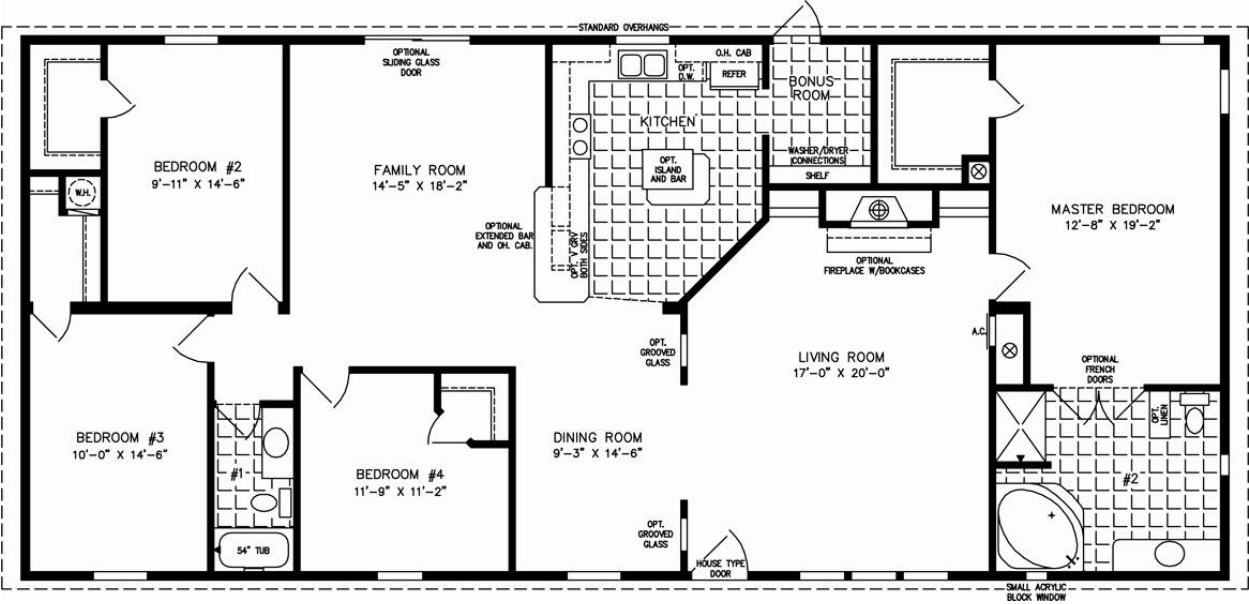 STANDARD OVERHANGS
OPTIONAL
SLIDING GLASS
DOOR
O.H. CAB
OPT.
D.W.
REFER
BONUS
ROOM
KITCHEN
WASHER/DRYER
CONNECTIONS
SHELF
OPT.
ISLAND
AND BAR
BEDROOM #2
9'-11" X 14'-6"
FAMILY ROOM
14'-5" X 18'-2"
W.H.
MASTER BEDROOM
12'-8" X 19'-2"
OPTIONAL
EXTENDED BAR
AND OH. CAB.
OPT. V GRV
BOTH SIDES
OPTIONAL
FIREPLACE W/BOOKCASES
A.C.
OPT.
GROOVED
GLASS
LIVING ROOM
17'-0" X 20'-0"
OPTIONAL
FRENCH
DOORS
OPT.
LINEN
BEDROOM #3
10'-0" X 14'-6"
#1
BEDROOM #4
11'-9" X 11'-2"
DINING ROOM
9'-3" X 14'-6"
#2
OPT.
GROOVED
GLASS
54" TUB
HOUSE TYPE
DOOR
SMALL ACRYLIC
BLOCK WINDOW